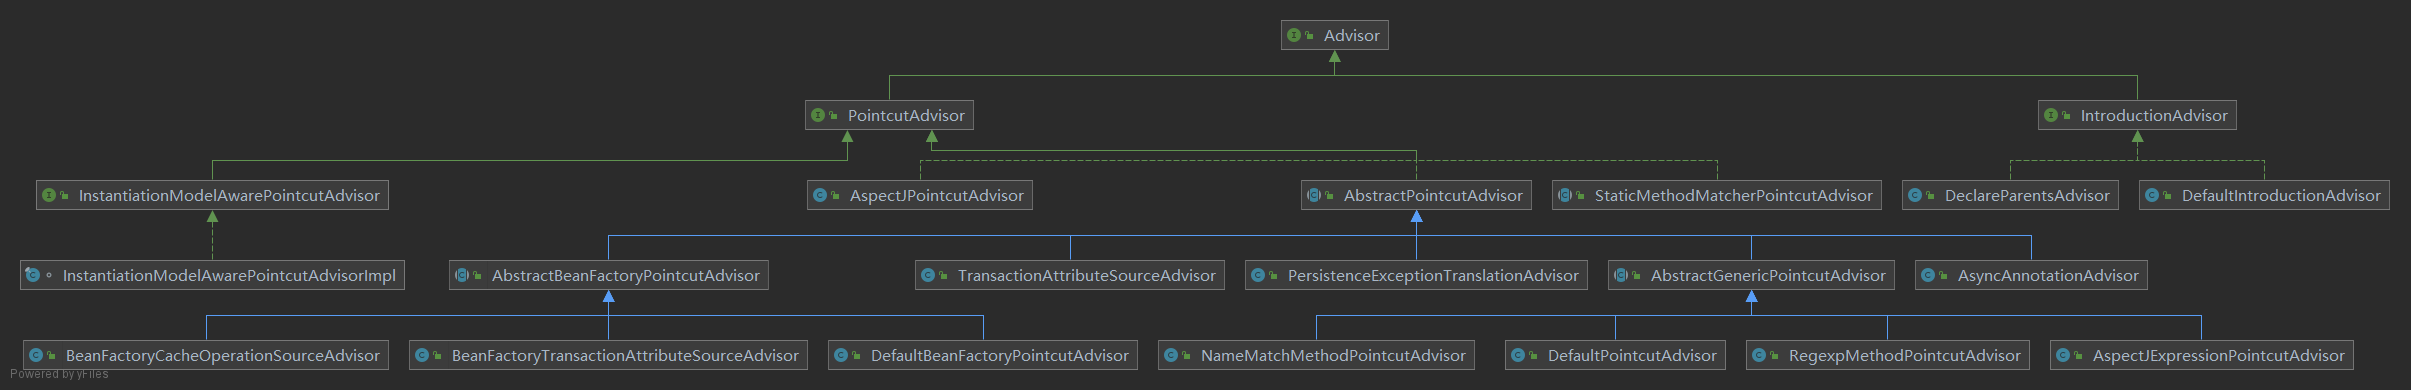 Advisor
PointcutAdvisor
IntroductionAdvisor
InstantiationModelAwarePointcutAdvisor
AspectJPointcutAdvisor
AbstractPointcutAdvisor
StaticMethodMatcherPointcutAdvisor
DeclareParentsAdvisor
DefaultIntroductionAdvisor
InstantiationModelAwarePointcutAdvisorImpl
AbstractBeanFactoryPointcutAdvisor
TransactionAttributeSourceAdvisor
PersistenceExceptionTranslationAdvisor
AbstractGenericPointcutAdvisor
AsyncAnnotationAdvisor
BeanFactoryCacheOperationSourceAdvisor
BeanFactoryTransactionAttributeSourceAdvisor
DefaultBeanFactoryPointcutAdvisor
NameMatchMethodPointcutAdvisor
DefaultPointcutAdvisor
RegexpMethodPointcutAdvisor
AspectJExpressionPointcutAdvisor
Powered by yFiles